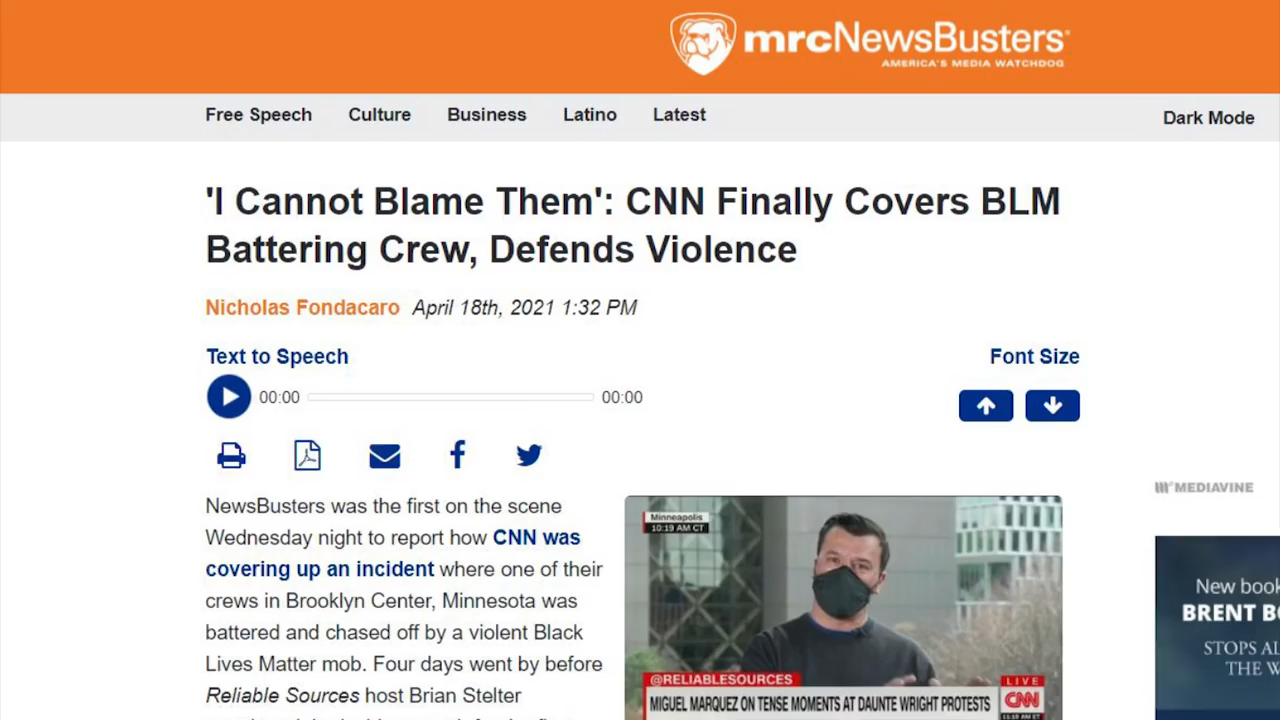 mrcNewsBusters
AMERICA'S MEDIA WATCHDOG
Free Speech Culture Business Latino Latest Dark Mode
'I Cannot Blame Them': CNN Finally Covers BLM
Battering Crew, Defends Violence
Nicholas Fondacaro April 18th, 2021 1:32 PM
Text to Speech Font Size
00:00 00:00
NewsBusters was the first on the scene
Wednesday night to report how CNN was
covering up an incident where one of their
crews in Brooklyn Center, Minnesota was
battered and chased off by a violent Black
Lives Matter mob. Four days went by before
Reliable Sources host Brian Stelter
Minneapolis
10:19 AM CT
@RELIABLESOURCES
MIGUEL MARQUEZ ON TENSE MOMENTS AT DAUNTE WRIGHT PROTESTS
LIVE
CNN
11:19 AM ET
MEDIAVINE
New book
BRENT BO
STOPS AL
THE W